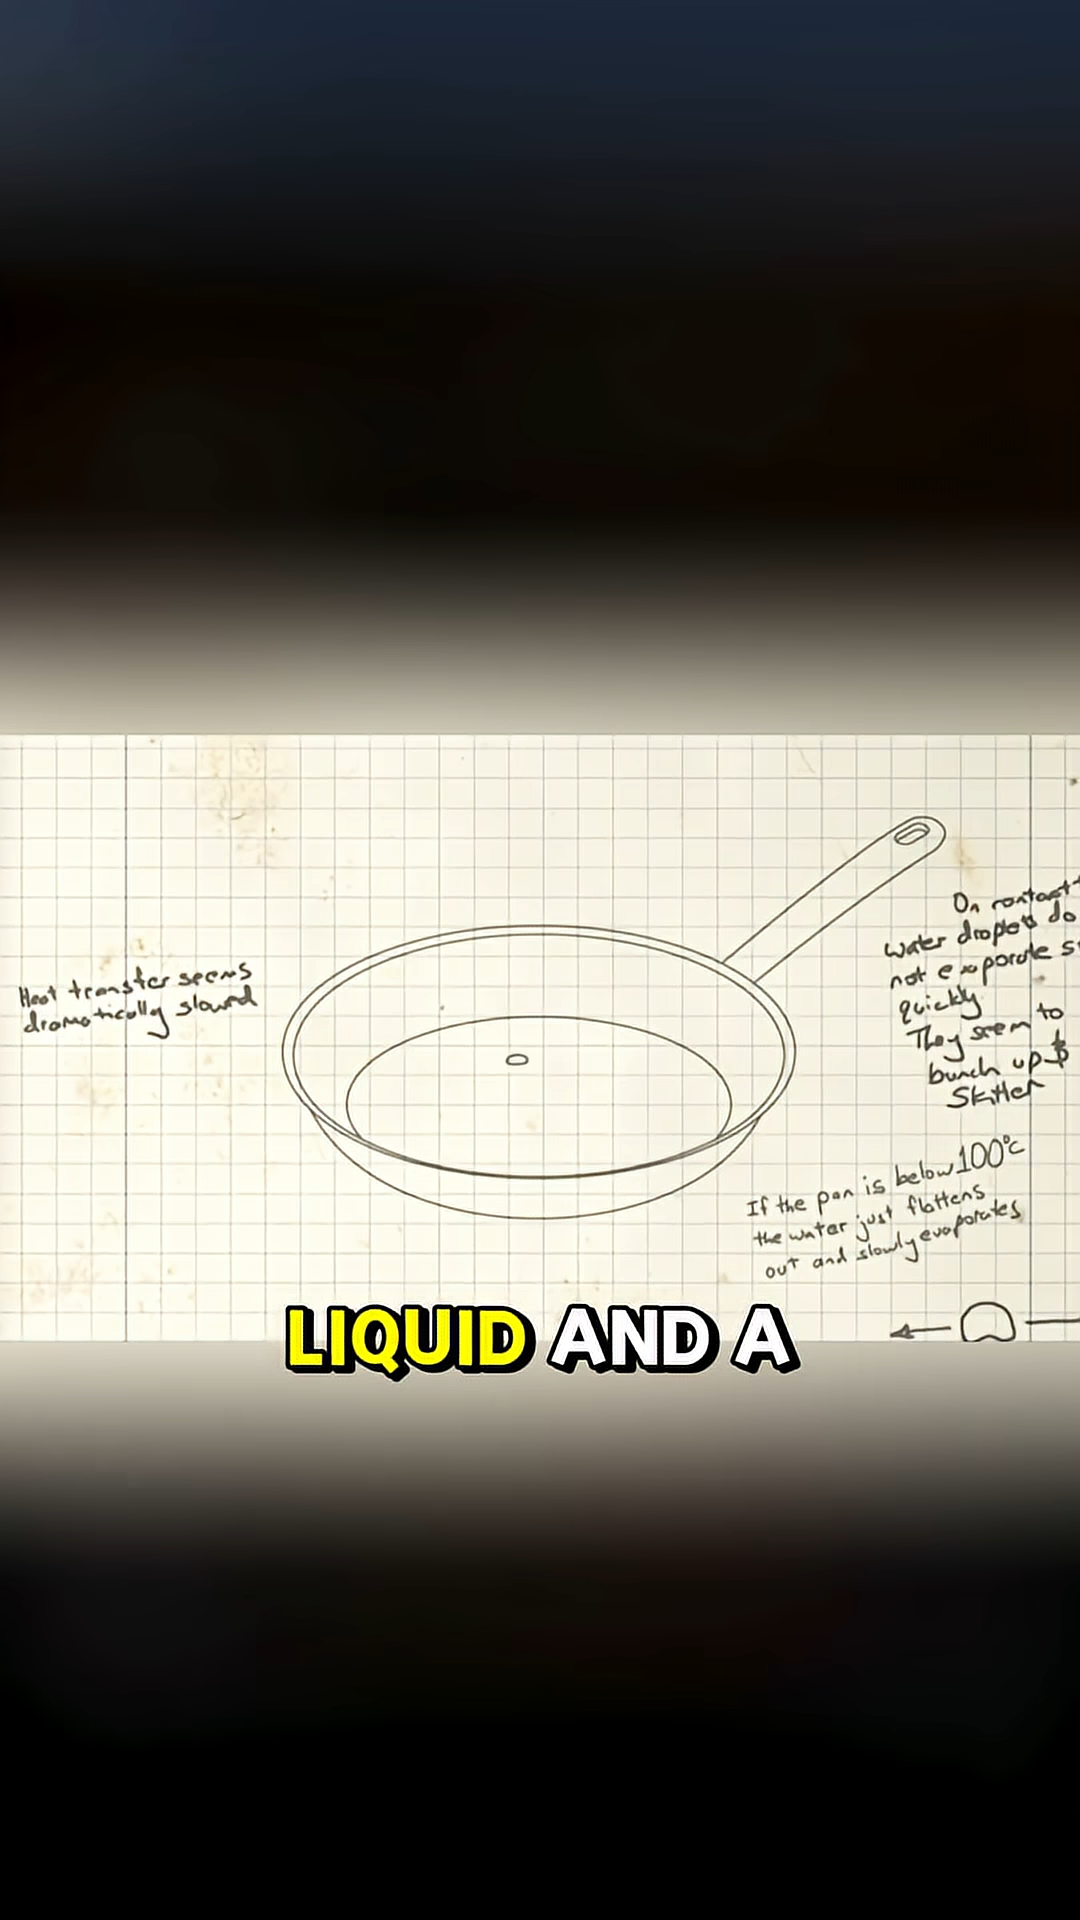 Heat transfer seems
dramatically slowed
On contact
water droplets do
not evaporate
quickly
They seem to
bunch up &
Skitter
If the pan is below 100°C
the water just flattens
out and slowly evaporates
LIQUID AND A